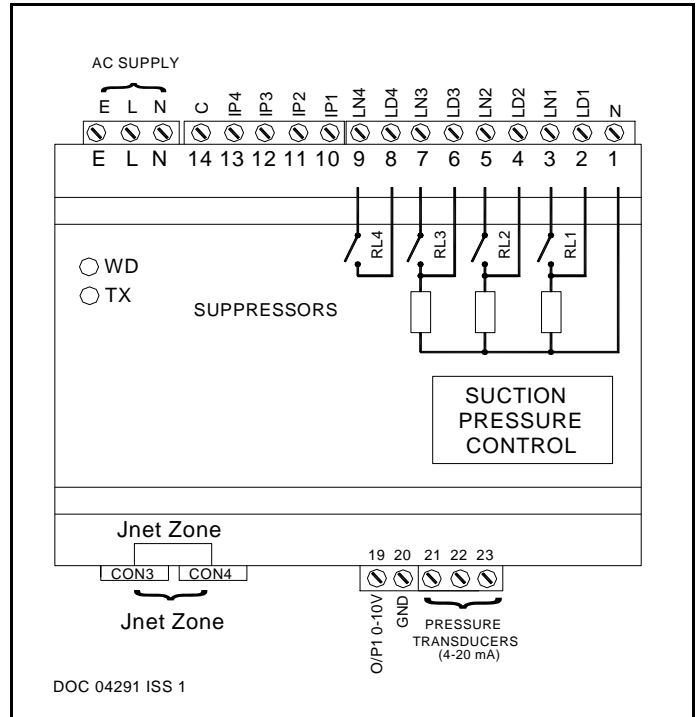 AC SUPPLY
E L N C IP4 IP3 IP2 IP1 LN4 LD4 LN3 LD3 LN2 LD2 LN1 LD1 N
E L N 14 13 12 11 10 9 8 7 6 5 4 3 2 1
RL4 RL3 RL2 RL1
WD
TX
SUPPRESSORS
SUCTION
PRESSURE
CONTROL
Jnet Zone
CON3 CON4
Jnet Zone
19 20 21 22 23
O/P1 0-10V
GND
PRESSURE
TRANSDUCERS
(4-20 mA)
DOC 04291 ISS 1